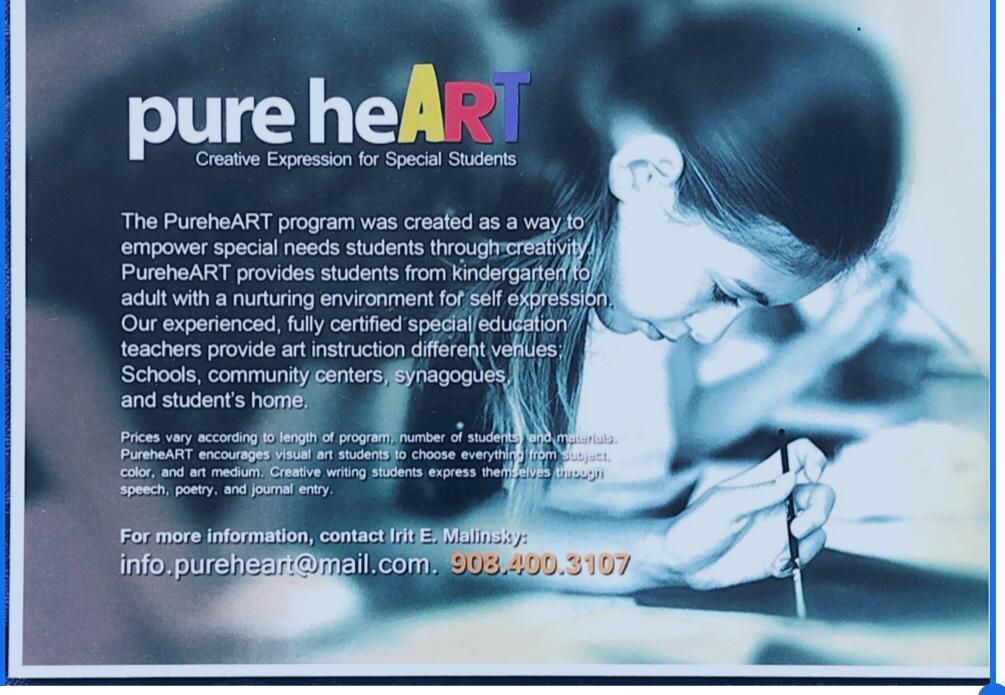 pure heART
Creative Expression for Special Students
The PureheART program was created as a way to
empower special needs students through creativity.
PureheART provides students from kindergarten to
adult with a nurturing environment for self expression.
Our experienced, fully certified special education
teachers provide art instruction different venues;
Schools, community centers, synagogues,
and student's home.
Prices vary according to length of program, number of students, and materials.
PureheART encourages visual art students to choose everything from subject,
color, and art medium. Creative writing students express themselves through
speech, poetry, and journal entry.
For more information, contact Irit E. Malinsky:
info.pureheart@mail.com. 908.400.3107